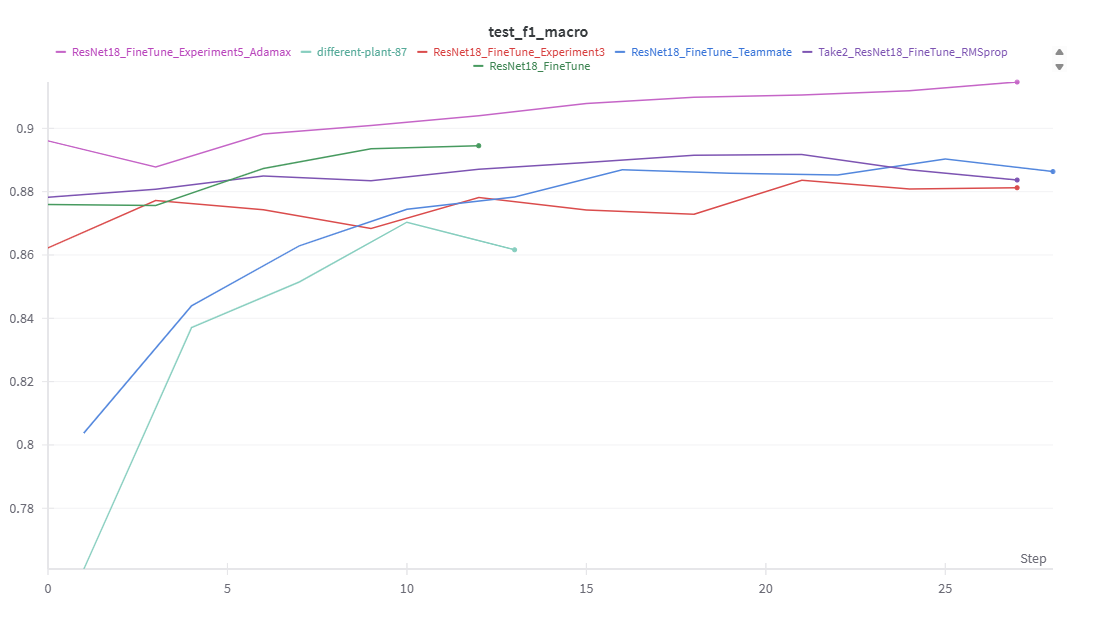 test_f1_macro
ResNet18_FineTune_Experiment5_Adamax different-plant-87 ResNet18_FineTune_Experiment3 ResNet18_FineTune_Teammate Take2_ResNet18_FineTune_RMSprop
ResNet18_FineTune
0.9
0.88
0.86
0.84
0.82
0.8
0.78
Step
0 5 10 15 20 25